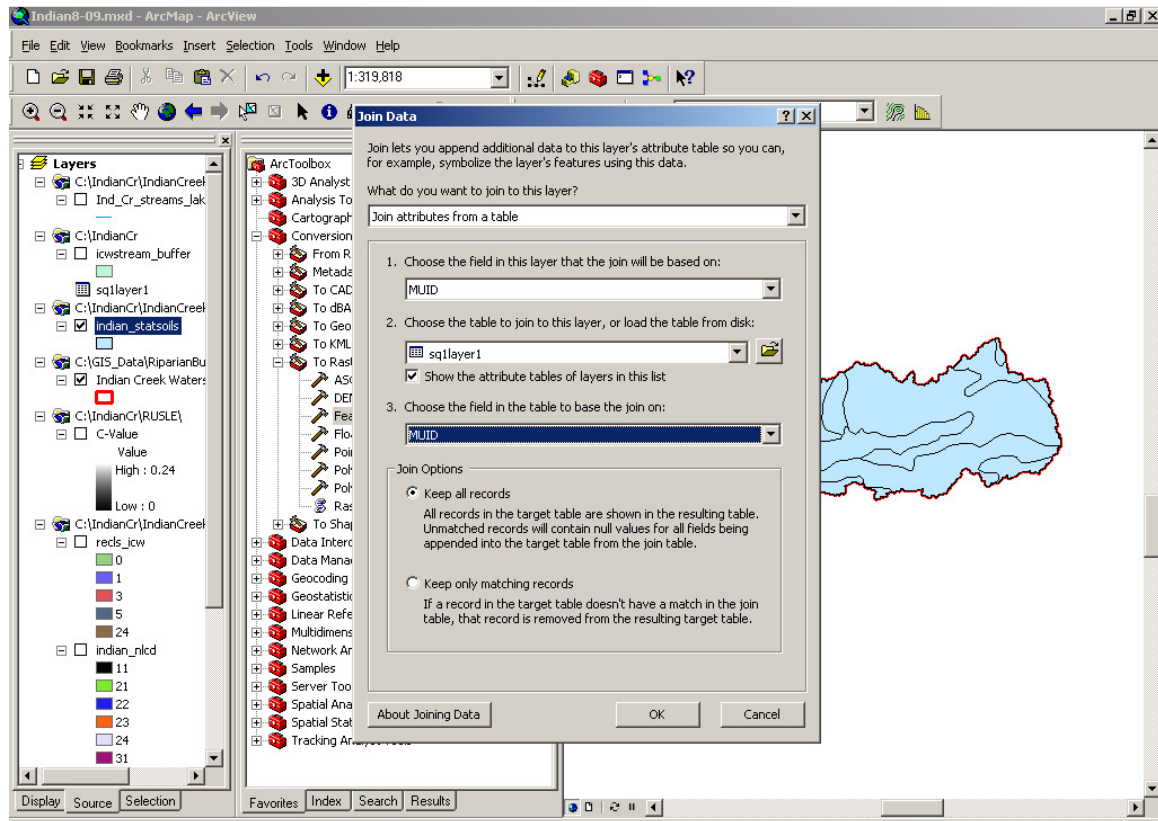 Indian8-09.mxd - ArcMap - ArcView
File Edit View Bookmarks Insert Selection Tools Window Help
1:319,818
Layers
C:\IndianCr\IndianCreek
Ind_Cr_streams_lak
C:\IndianCr
icwstream_buffer
sq1layer1
C:\IndianCr\IndianCreek
indian_statsoils
C:\GIS_Data\RiparianBu
Indian Creek Waters
C:\IndianCr\RUSLE\
C-Value
Value
High : 0.24
Low : 0
C:\IndianCr\IndianCreek
recls_icw
0
1
3
5
24
indian_nlcd
11
21
22
23
24
31
Display Source Selection
ArcToolbox
3D Analyst
Analysis To
Cartograph
Conversion
From R
Metada
To CAD
To dBA
To Geo
To KML
To Ras
ASC
DEM
Fea
Flo
Poi
Pol
Pol
Ras
To Sha
Data Intero
Data Mana
Geocoding
Geostatistic
Linear Refe
Multidimens
Network An
Samples
Server Too
Spatial Ana
Spatial Stat
Tracking Analyst Tools
Favorites Index Search Results
Join Data
Join lets you append additional data to this layer's attribute table so you can,
for example, symbolize the layer's features using this data.
What do you want to join to this layer?
Join attributes from a table
1. Choose the field in this layer that the join will be based on:
MUID
2. Choose the table to join to this layer, or load the table from disk:
sq1layer1
Show the attribute tables of layers in this list
3. Choose the field in the table to base the join on:
MUID
Join Options
Keep all records
All records in the target table are shown in the resulting table.
Unmatched records will contain null values for all fields being
appended into the target table from the join table.
Keep only matching records
If a record in the target table doesn't have a match in the join
table, that record is removed from the resulting target table.
About Joining Data OK Cancel